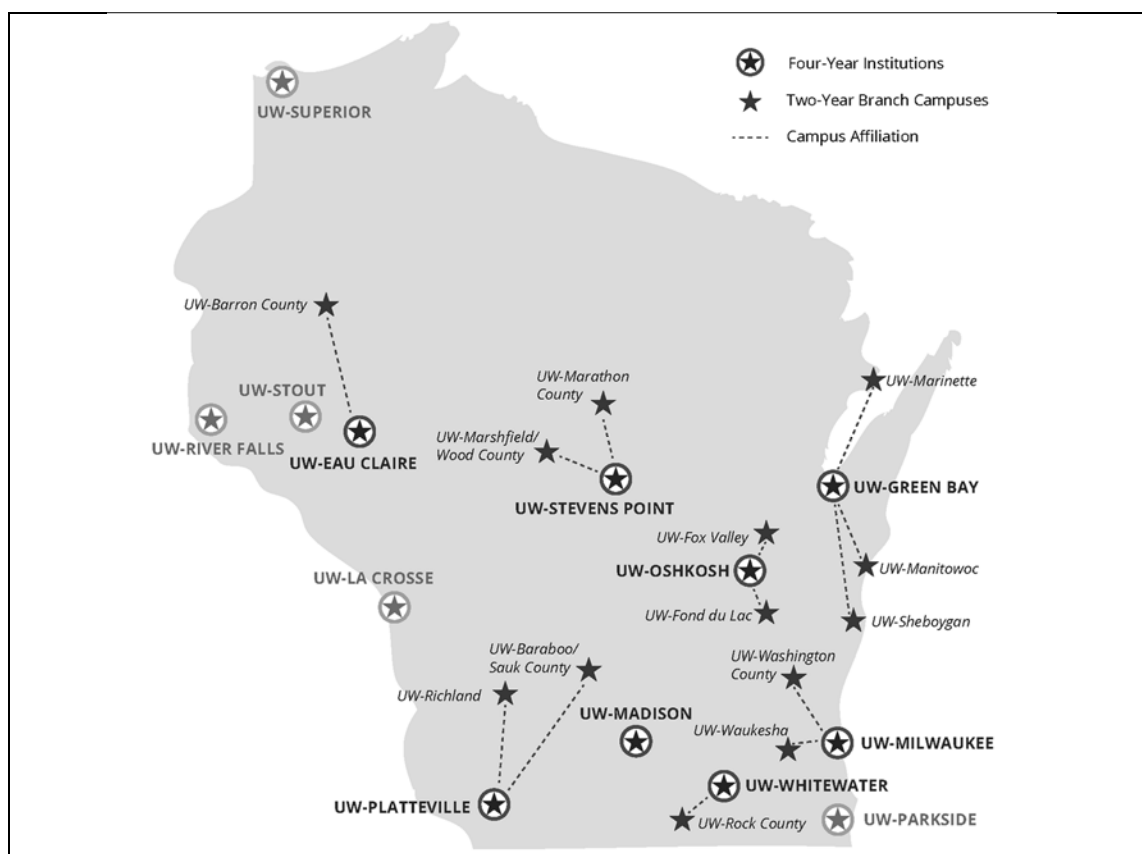 Four-Year Institutions
UW-SUPERIOR
Two-Year Branch Campuses
Campus Affiliation
UW-Barron County
UW-Marathon
County
UW-Marinette
UW-STOUT
UW-RIVER FALLS
UW-EAU CLAIRE
UW-Marshfield/
Wood County
UW-STEVENS POINT
UW-GREEN BAY
UW-Fox Valley
UW-OSHKOSH
UW-Manitowoc
UW-LA CROSSE
UW-Fond du Lac
UW-Sheboygan
UW-Baraboo/
Sauk County
UW-Washington
County
UW-Richland
UW-MADISON
UW-Waukesha
UW-MILWAUKEE
UW-WHITEWATER
UW-PLATTEVILLE
UW-Rock County
UW-PARKSIDE